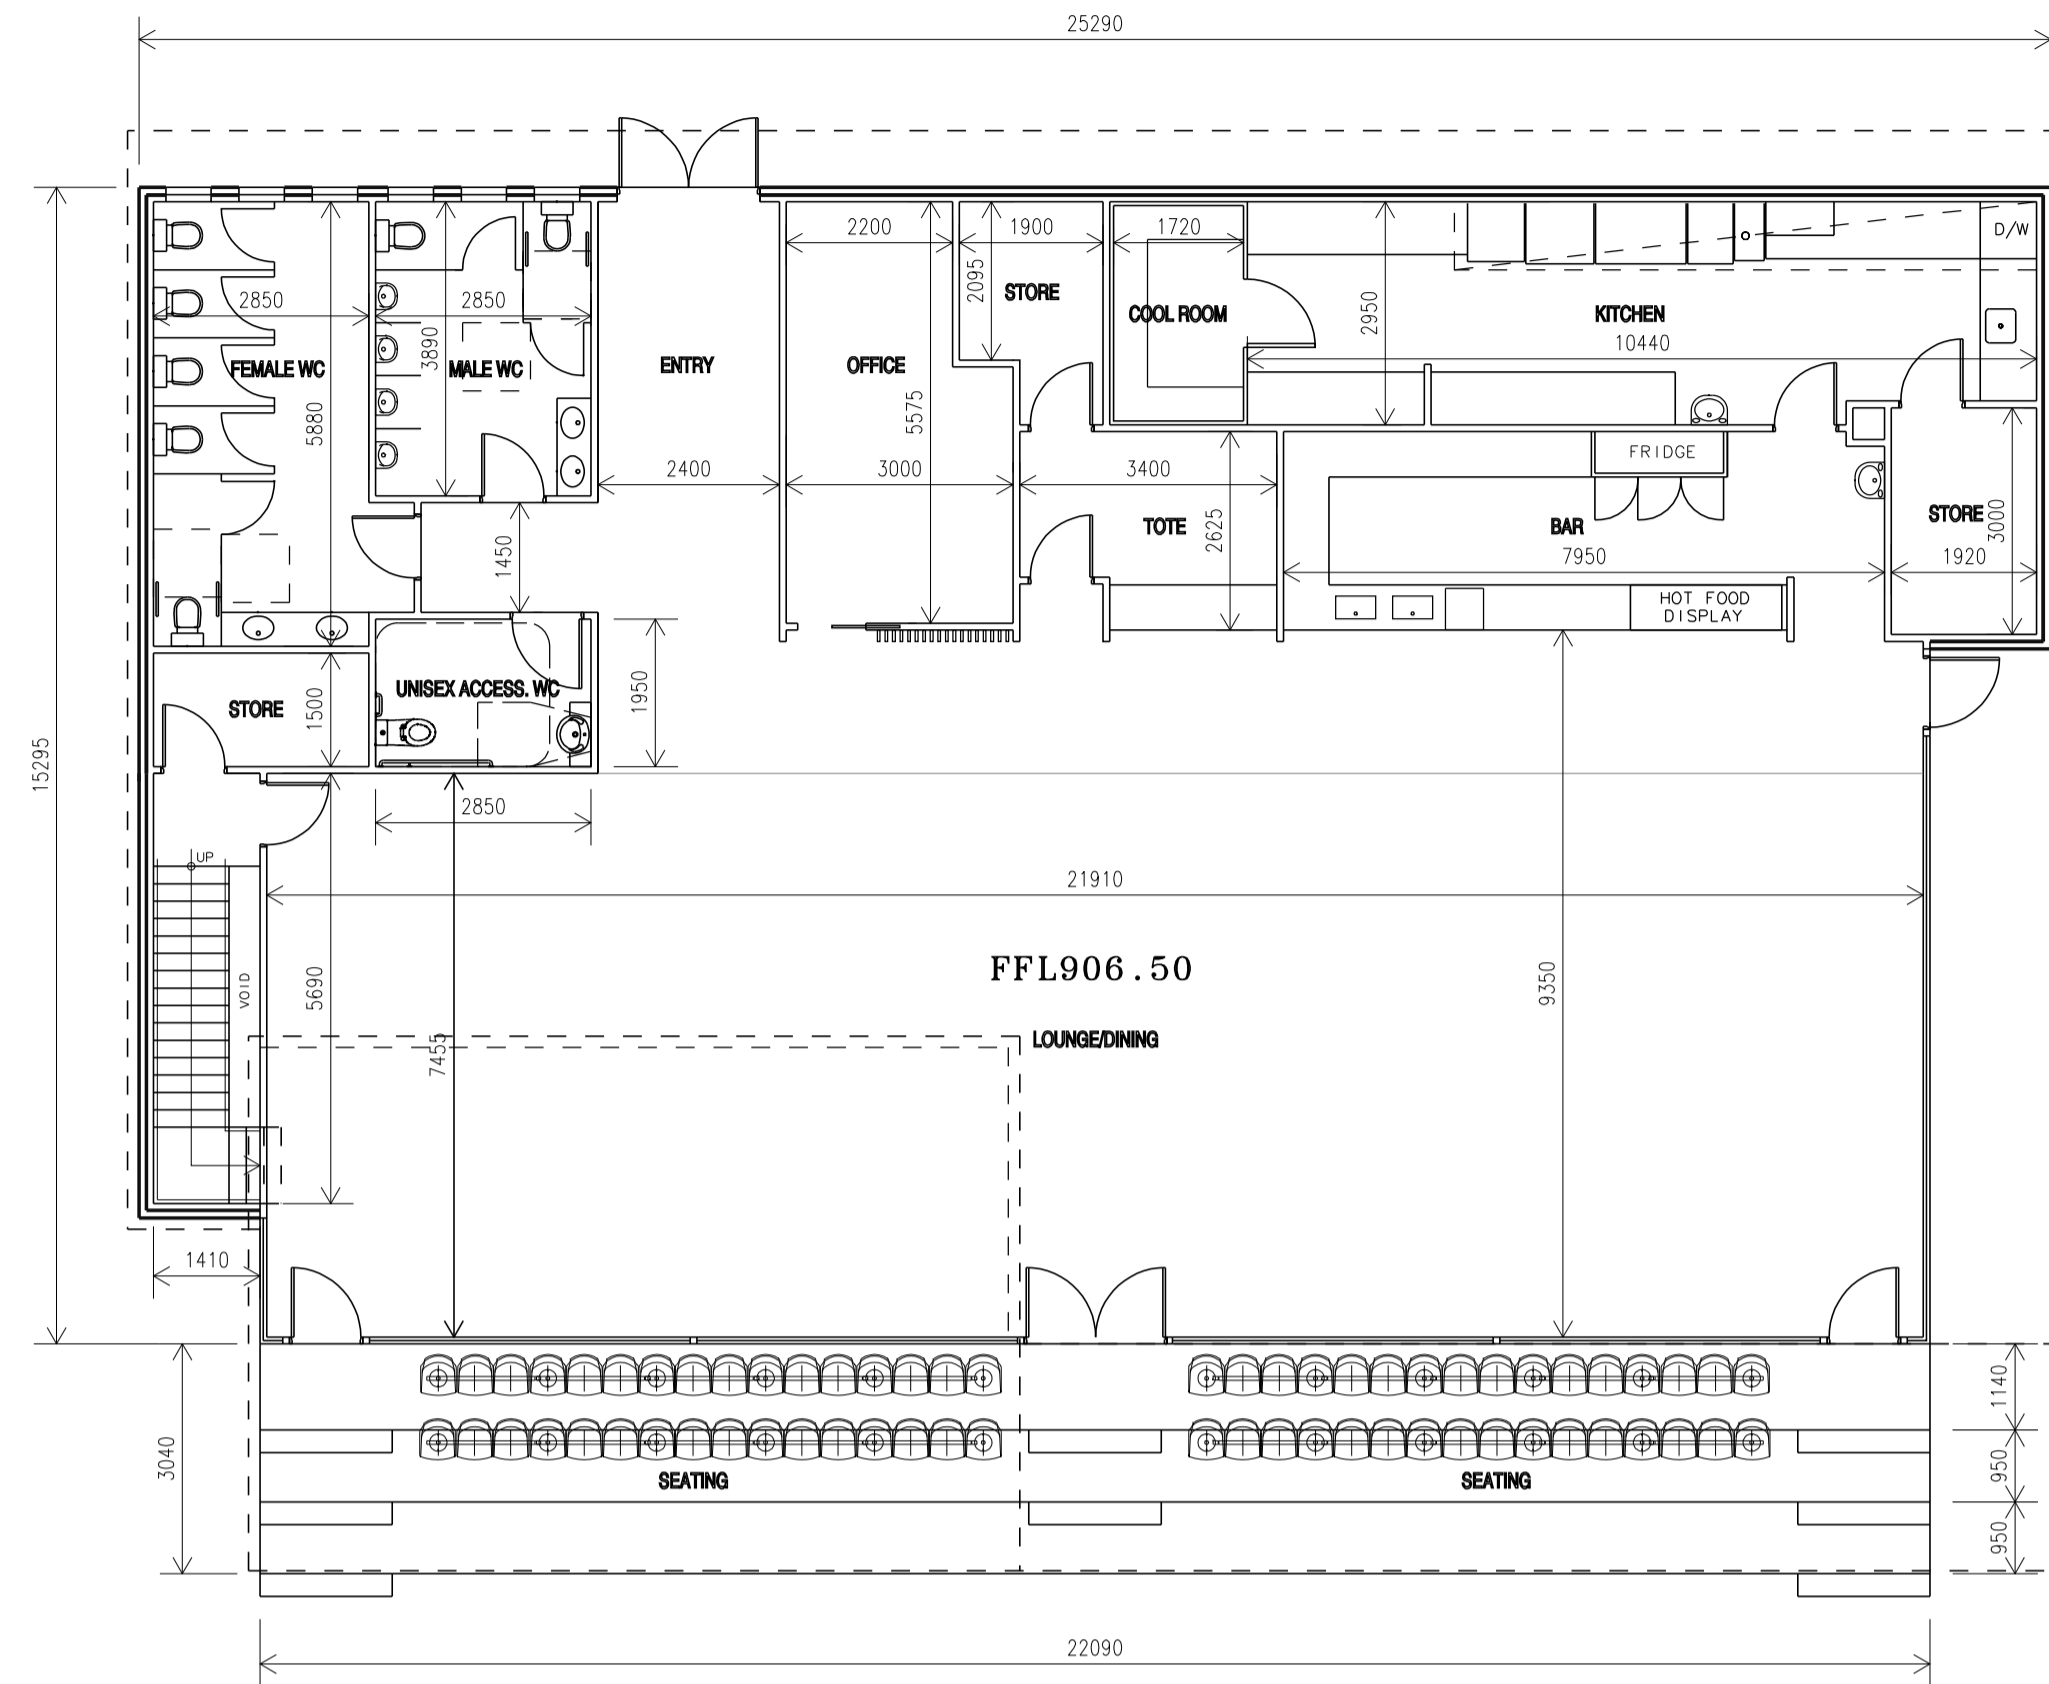 25290
2200
1900
1720
D/W
2095
STORE
2850
2850
COOL ROOM
2950
KITCHEN
10440
3890
FEMALE WC
MALE WC
ENTRY
OFFICE
5880
5575
FRIDGE
2400
3000
3400
1450
TOTE
2625
BAR
7950
STORE
3000
1920
HOT FOOD
DISPLAY
UNISEX ACCESS. WC
1950
STORE
1500
15295
2850
UP
21910
VOID
5690
FFL906.50
9350
7455
LOUNGE/DINING
1410
1140
3040
950
SEATING
SEATING
950
22090